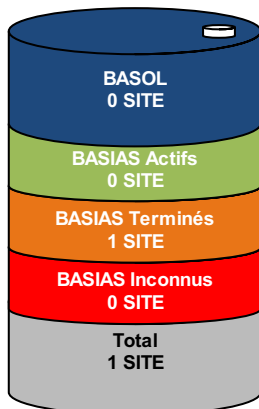 BASOL
0 SITE
BASIAS Actifs
0 SITE
BASIAS Terminés
1 SITE
BASIAS Inconnus
0 SITE
Total
1 SITE